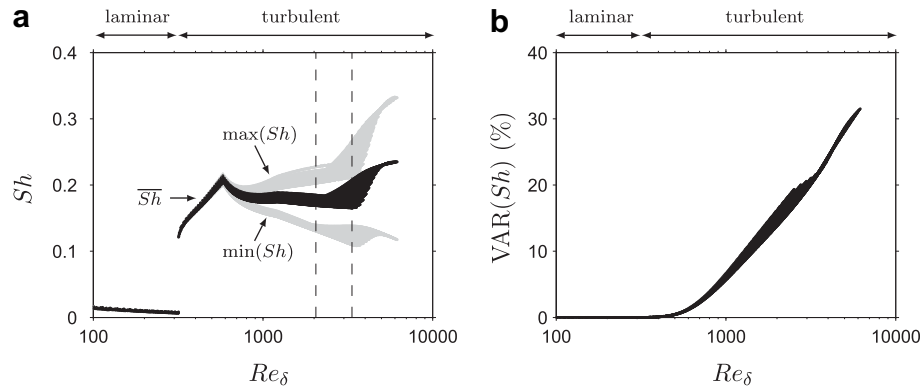 a
laminar
turbulent
0.4
0.3
0.2
0.1
0
Sh
max(Sh)
Sh
min(Sh)
100
1000
10000
Reδ
b
laminar
turbulent
40
30
20
10
0
VAR(Sh) (%)
100
1000
10000
Reδ